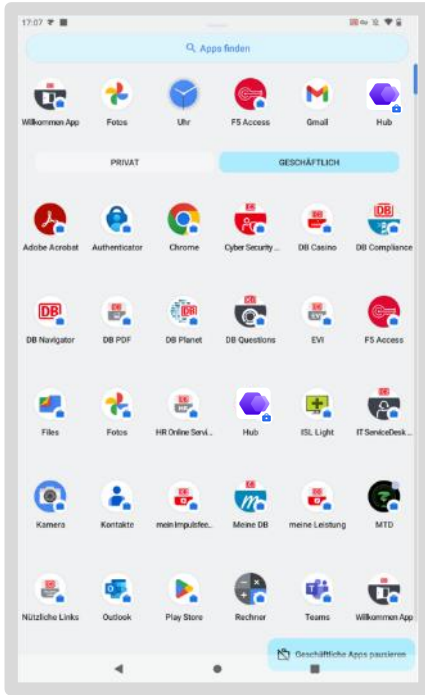 17:07
Apps finden
Willkommen App Fotos Uhr F5 Access Gmail Hub
PRIVAT GESCHÄFTLICH
Adobe Acrobat Authenticator Chrome Cyber Security ... DB Casino DB Compliance
DB Navigator DB PDF DB Planet DB Questions EVI F5 Access
Files Fotos HR Online Servi... Hub ISL Light IT ServiceDesk...
Kamera Kontakte mein Impulsfee... Meine DB meine Leistung MTD
Nützliche Links Outlook Play Store Rechner Teams Willkommen App
Geschäftliche Apps pausieren